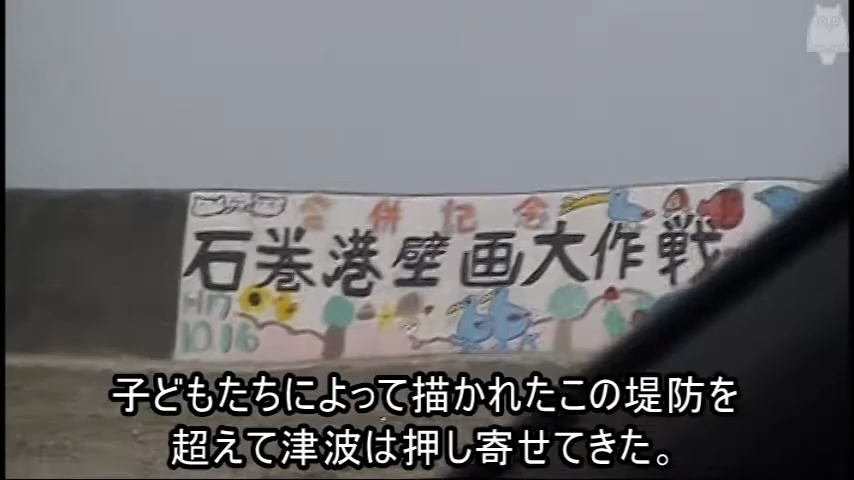 合併記念
石巻港壁画大作戦
H17
10.16
子どもたちによって描かれたこの堤防を
超えて津波は押し寄せてきた。